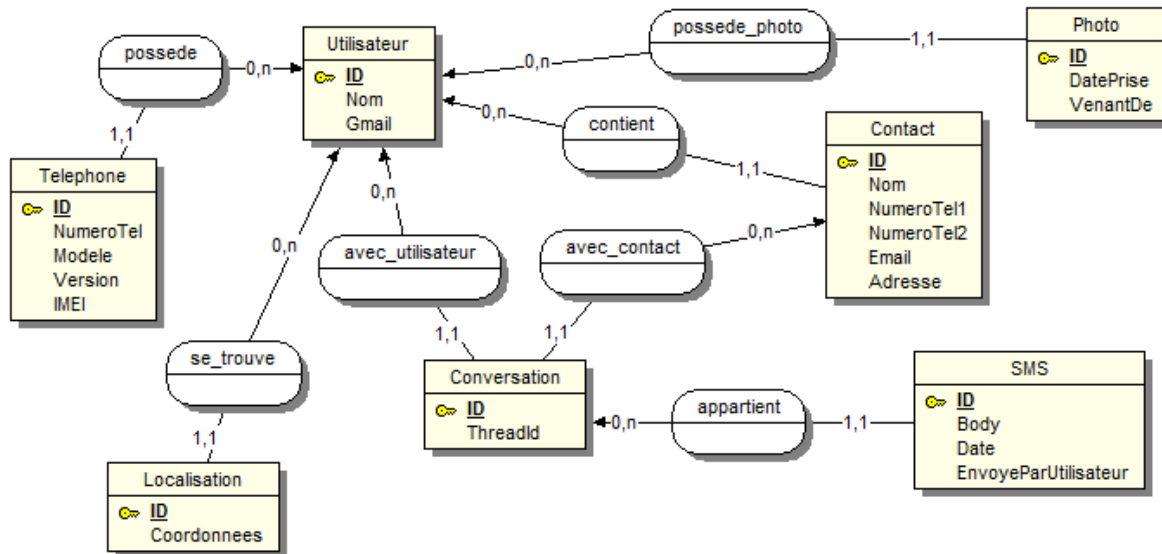 possede
0,n
1,1
Utilisateur
ID
Nom
Gmail
possede_photo
0,n
1,1
Photo
ID
DatePrise
VenantDe
contient
0,n
1,1
Contact
ID
Nom
NumeroTel1
NumeroTel2
Email
Adresse
Telephone
ID
NumeroTel
Modele
Version
IMEI
0,n
se_trouve
1,1
Localisation
ID
Coordonnees
0,n
avec_utilisateur
1,1
avec_contact
0,n
1,1
Conversation
ID
ThreadId
0,n
appartient
1,1
SMS
ID
Body
Date
EnvoyeParUtilisateur